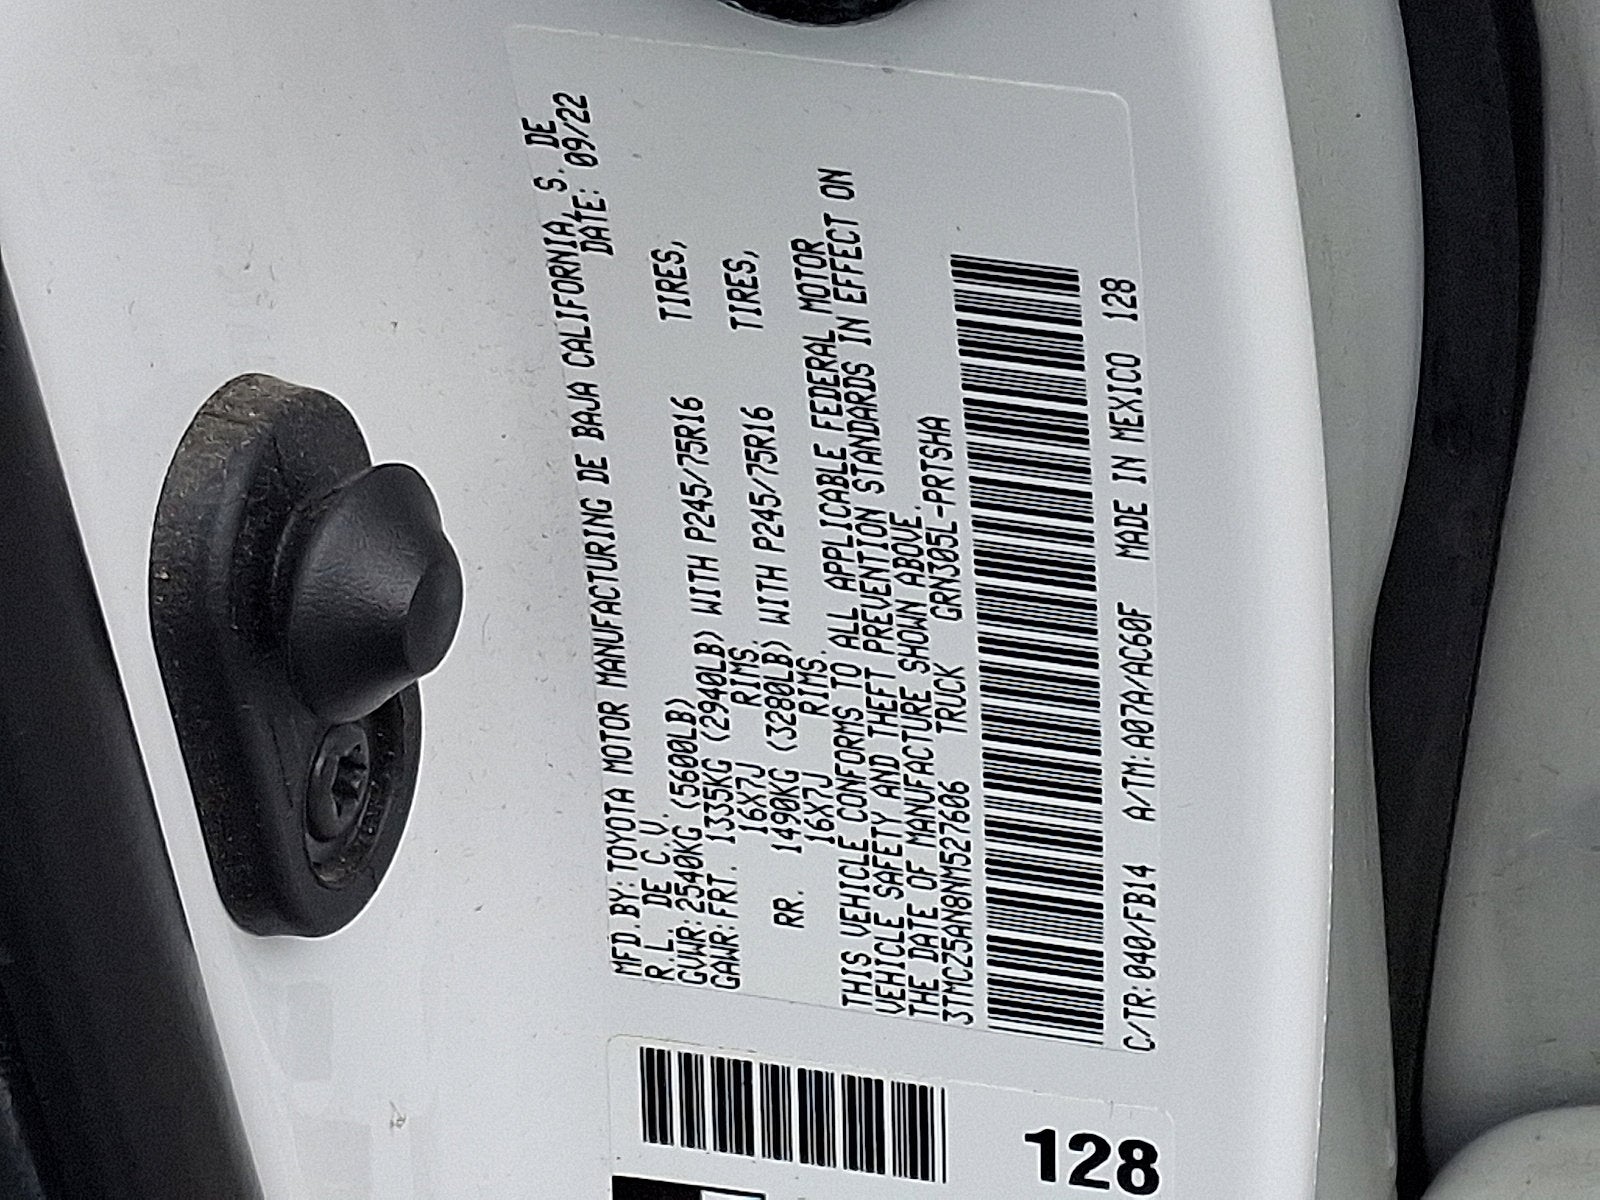 MFD.BY:TOYOTA MOTOR MANUFACTURING DE BAJA CALIFORNIA, S. DE
R.L. DE C.V. DATE: 09/22
GVWR:2540KG (5600LB)
GAWR:FRT. 1335KG (2940LB) WITH P245/75R16 TIRES,
16X7J RIMS.
RR. 1490KG (3280LB) WITH P245/75R16 TIRES,
16X7J RIMS.
THIS VEHICLE CONFORMS TO ALL APPLICABLE FEDERAL MOTOR
VEHICLE SAFETY AND THEFT PREVENTION STANDARDS IN EFFECT ON
THE DATE OF MANUFACTURE SHOWN ABOVE.
3TMCZ5AN8NM527606 TRUCK GRN305L-PRTSHA
C/TR:040/FB14 A/TM:A07A/AC60F MADE IN MEXICO 128
128